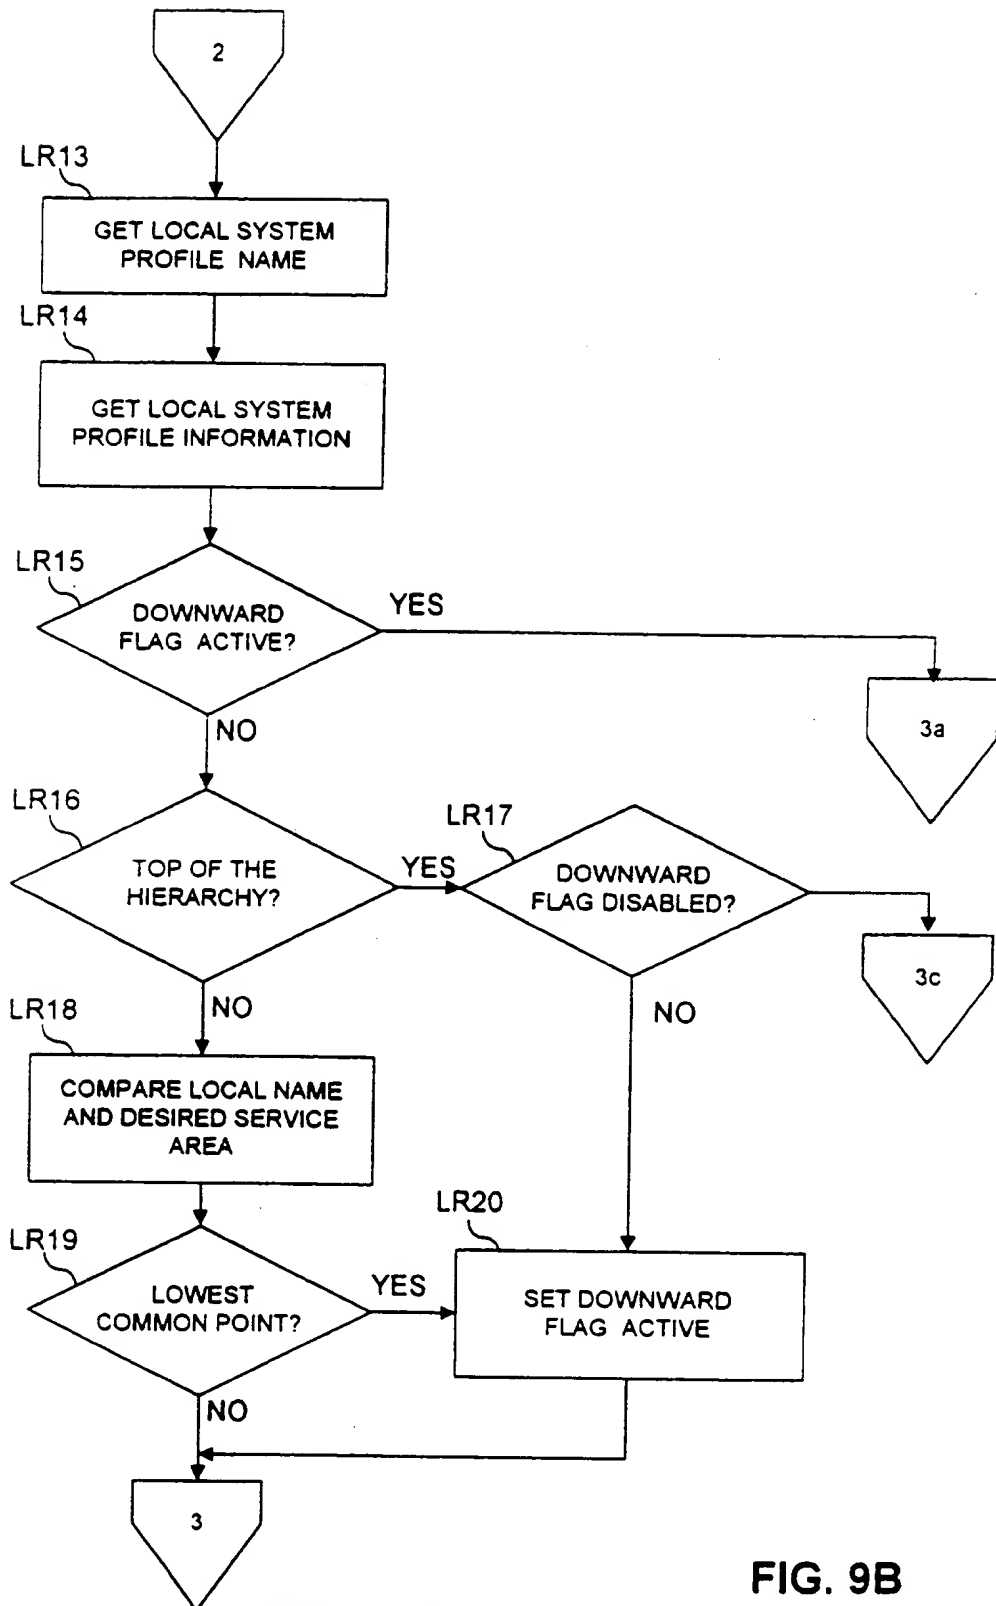 2
LR13
GET LOCAL SYSTEM
PROFILE NAME
LR14
GET LOCAL SYSTEM
PROFILE INFORMATION
LR15
DOWNWARD
FLAG ACTIVE?
YES
3a
NO
LR16
TOP OF THE
HIERARCHY?
YES
LR17
DOWNWARD
FLAG DISABLED?
3c
NO
NO
LR18
COMPARE LOCAL NAME
AND DESIRED SERVICE
AREA
LR19
LOWEST
COMMON POINT?
YES
LR20
SET DOWNWARD
FLAG ACTIVE
NO
3
FIG. 9B